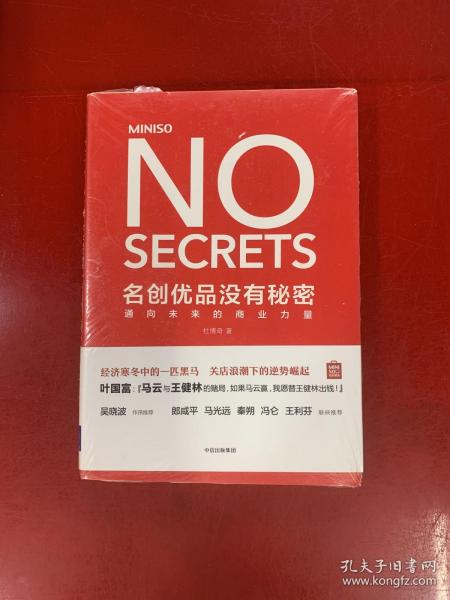 MINISO
NO
SECRETS
名创优品没有秘密
通向未来的商业力量
杜博奇 著
经济寒冬中的一匹黑马 关店浪潮下的逆势崛起
叶国富：『马云与王健林的赌局，如果马云赢，我愿替王健林出钱！』
吴晓波 作序推荐 郎咸平 马光远 秦朔 冯仑 王利芬 联袂推荐
MINI
SO
中信出版集团
孔夫子旧书网
www.kongfz.com